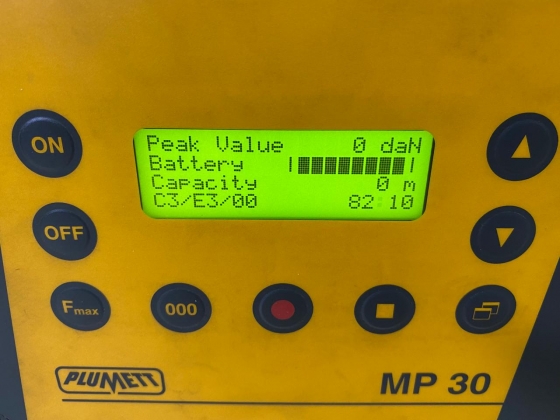 Peak Value 0 daN
Battery
Capacity 0 m
C3/E3/00 82:10
ON
OFF
Fmax
000
PLUMETT
MP 30